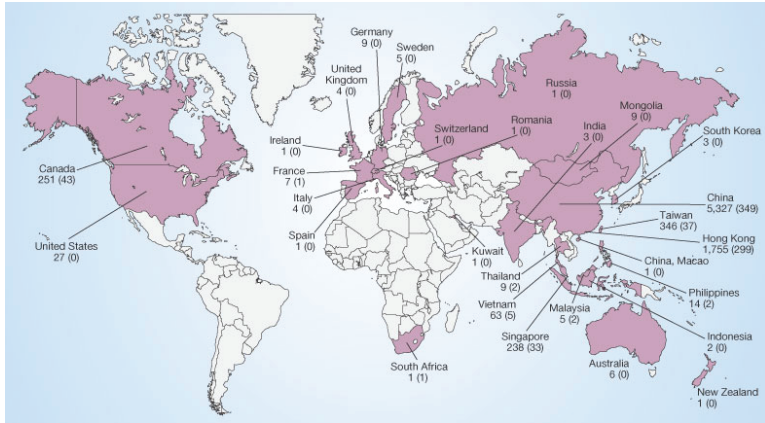 Germany
9 (0)
Sweden
5 (0)
United
Kingdom
4 (0)
Russia
1 (0)
Mongolia
9 (0)
Romania
1 (0)
Switzerland
1 (0)
India
3 (0)
South Korea
3 (0)
Ireland
1 (0)
France
7 (1)
Italy
4 (0)
Spain
1 (0)
Canada
251 (43)
United States
27 (0)
China
5,327 (349)
Taiwan
346 (37)
Hong Kong
1,755 (299)
China, Macao
1 (0)
Kuwait
1 (0)
Thailand
9 (2)
Vietnam
63 (5)
Philippines
14 (2)
Malaysia
5 (2)
Singapore
238 (33)
Indonesia
2 (0)
South Africa
1 (1)
Australia
6 (0)
New Zealand
1 (0)